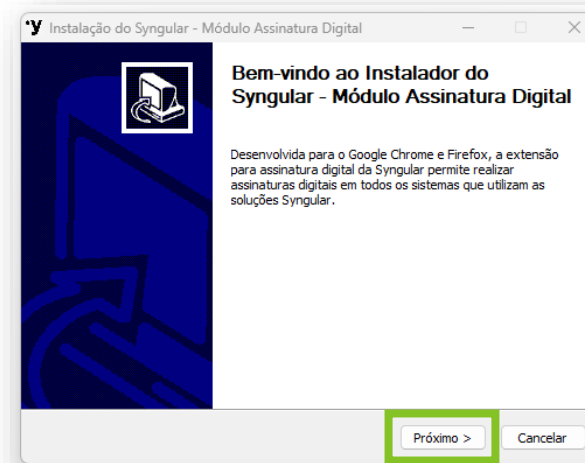 Instalação do Syngular - Módulo Assinatura Digital
Bem-vindo ao Instalador do
Syngular - Módulo Assinatura Digital
Desenvolvida para o Google Chrome e Firefox, a extensão
para assinatura digital da Syngular permite realizar
assinaturas digitais em todos os sistemas que utilizam as
soluções Syngular.
Próximo >
Cancelar